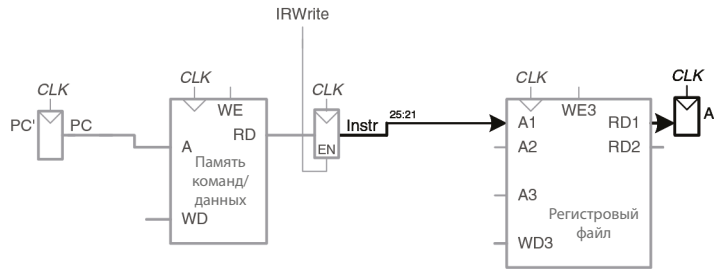 IRWrite
CLK
CLK
CLK
CLK
CLK
PC'
PC
WE
RD
A
Память
команд/
данных
WD
EN
Instr
25:21
A1
WE3
RD1
A
A2
RD2
A3
Регистровый
файл
WD3